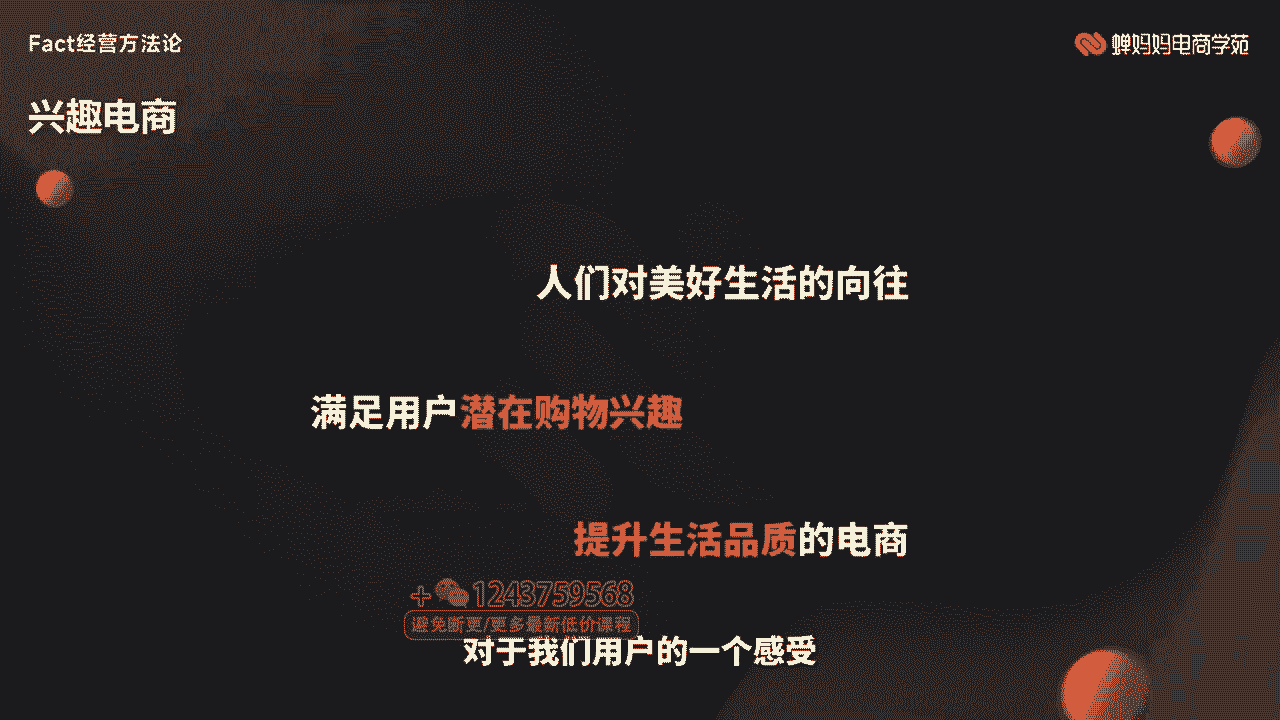 Fact经营方法论
蝉妈妈电商学苑
兴趣电商
人们对美好生活的向往
满足用户潜在购物兴趣
提升生活品质的电商
+1243759568
避免断更/更多最新低价课程
对于我们用户的一个感受